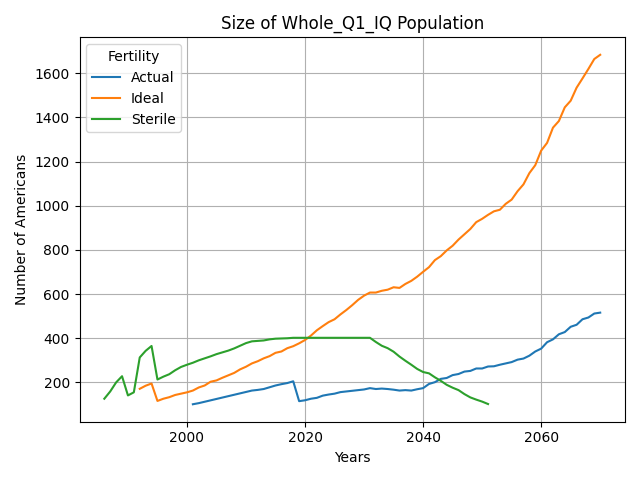 Size of Whole_Q1_IQ Population
Fertility
Actual
Ideal
Sterile
1600
1400
1200
1000
800
600
400
200
Number of Americans
2000 2020 2040 2060
Years